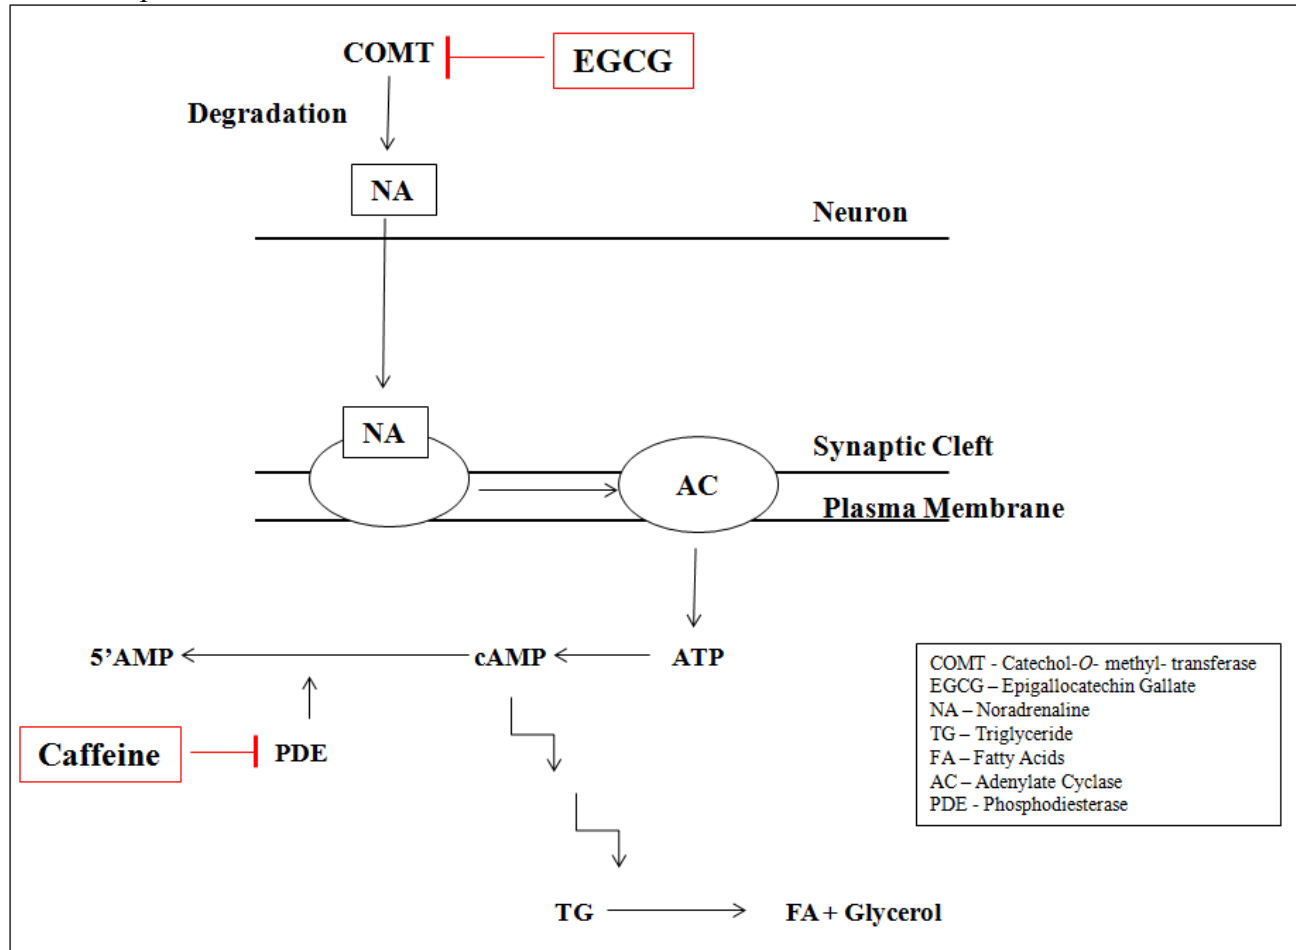 COMT
EGCG
Degradation
NA
Neuron
NA
Synaptic Cleft
AC
Plasma Membrane
5’AMP
cAMP
ATP
Caffeine
PDE
COMT - Catechol-O- methyl- transferase
EGCG – Epigallocatechin Gallate
NA – Noradrenaline
TG – Triglyceride
FA – Fatty Acids
AC – Adenylate Cyclase
PDE - Phosphodiesterase
TG
FA + Glycerol